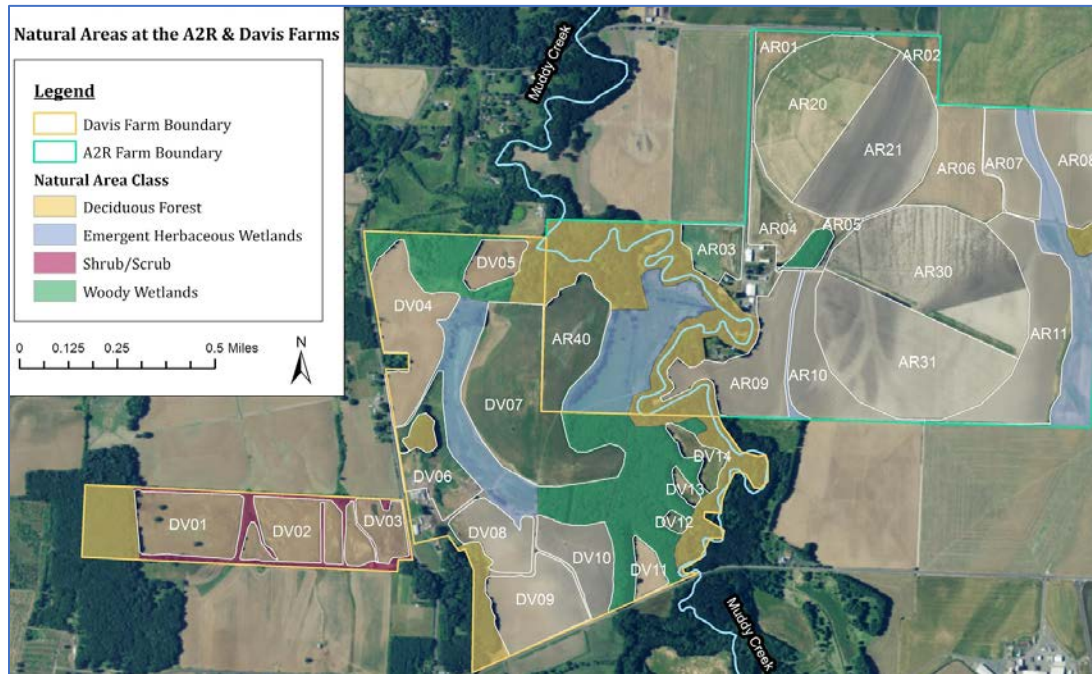 Natural Areas at the A2R & Davis Farms
Legend
Davis Farm Boundary
A2R Farm Boundary
Natural Area Class
Deciduous Forest
Emergent Herbaceous Wetlands
Shrub/Scrub
Woody Wetlands
0 0.125 0.25 0.5 Miles
N
Muddy Creek
AR01
AR02
AR20
AR21
AR06
AR07
AR08
AR04
AR05
AR03
DV05
DV04
AR30
AR40
AR11
AR31
AR09
AR10
DV07
DV06
DV14
DV13
DV12
DV01
DV02
DV03
DV08
DV10
DV11
DV09
Muddy Creek